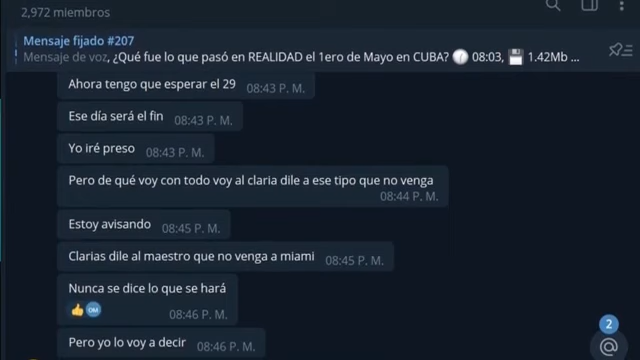 2,972 miembros
Mensaje fijado #207
Mensaje de voz, ¿Qué fue lo que pasó en REALIDAD el 1ero de Mayo en CUBA? 🕐 08:03, 💾 1.42Mb ...
Ahora tengo que esperar el 29 08:43 P. M.
Ese día será el fin 08:43 P. M.
Yo iré preso 08:43 P. M.
Pero de qué voy con todo voy al claria dile a ese tipo que no venga
08:44 P. M.
Estoy avisando 08:45 P. M.
Clarias dile al maestro que no venga a miami 08:45 P. M.
Nunca se dice lo que se hará
👍 OM 08:46 P. M.
Pero yo lo voy a decir 08:46 P. M.
2
@